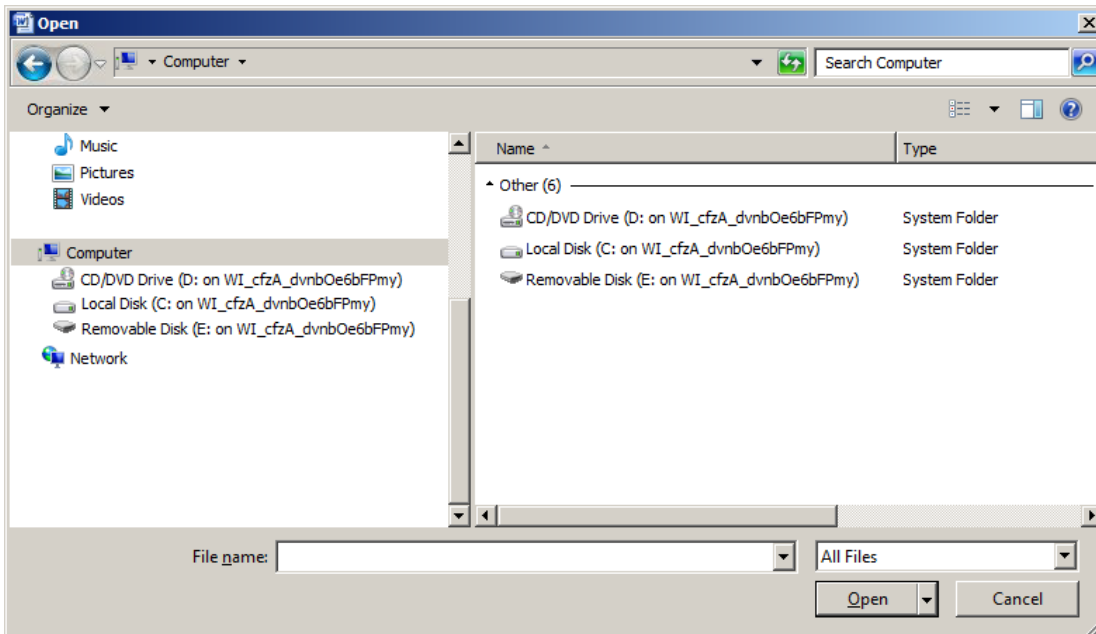 Open
Computer
Search Computer
Organize
Music
Pictures
Videos
Computer
CD/DVD Drive (D: on WI_cfzA_dvnbOe6bFPmy)
Local Disk (C: on WI_cfzA_dvnbOe6bFPmy)
Removable Disk (E: on WI_cfzA_dvnbOe6bFPmy)
Network
Name Type
Other (6)
CD/DVD Drive (D: on WI_cfzA_dvnbOe6bFPmy) System Folder
Local Disk (C: on WI_cfzA_dvnbOe6bFPmy) System Folder
Removable Disk (E: on WI_cfzA_dvnbOe6bFPmy) System Folder
File name:
All Files
Open Cancel